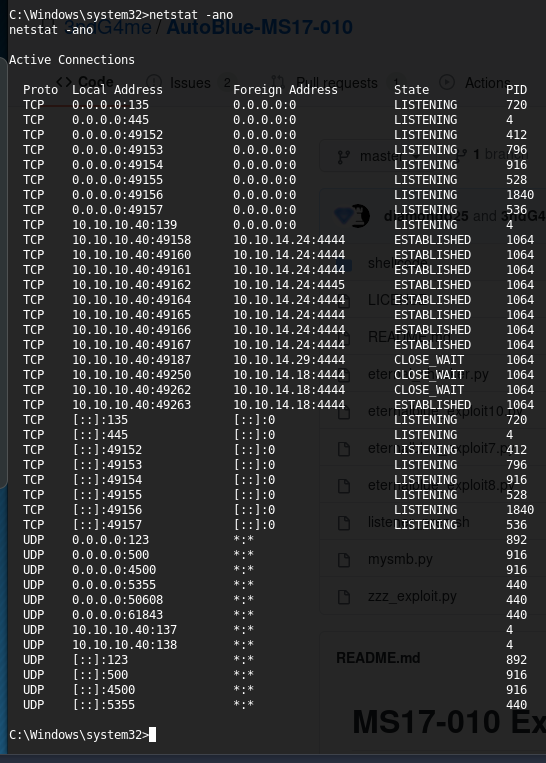 C:\Windows\system32>netstat -ano
netstat -ano
G4me / AutoBlue-MS17-010
Active Connections
Code Issues 2 Pull requests 1 Actions
Proto Local Address Foreign Address State PID
TCP 0.0.0.0:135 0.0.0.0:0 LISTENING 720
TCP 0.0.0.0:445 0.0.0.0:0 LISTENING 4
TCP 0.0.0.0:49152 0.0.0.0:0 LISTENING 412
TCP 0.0.0.0:49153 0.0.0.0:0 LISTENING 796
TCP 0.0.0.0:49154 0.0.0.0:0 LISTENING 916
TCP 0.0.0.0:49155 0.0.0.0:0 LISTENING 528
TCP 0.0.0.0:49156 0.0.0.0:0 LISTENING 1840
TCP 0.0.0.0:49157 0.0.0.0:0 LISTENING 536
TCP 10.10.10.40:139 0.0.0.0:0 LISTENING 4
TCP 10.10.10.40:49158 10.10.14.24:4444 ESTABLISHED 1064
TCP 10.10.10.40:49160 10.10.14.24:4444 ESTABLISHED 1064
TCP 10.10.10.40:49161 10.10.14.24:4444 ESTABLISHED 1064
TCP 10.10.10.40:49162 10.10.14.24:4445 ESTABLISHED 1064
TCP 10.10.10.40:49164 10.10.14.24:4444 ESTABLISHED 1064
TCP 10.10.10.40:49165 10.10.14.24:4444 ESTABLISHED 1064
TCP 10.10.10.40:49166 10.10.14.24:4444 ESTABLISHED 1064
TCP 10.10.10.40:49167 10.10.14.24:4444 ESTABLISHED 1064
TCP 10.10.10.40:49187 10.10.14.29:4444 CLOSE_WAIT 1064
TCP 10.10.10.40:49250 10.10.14.18:4444 CLOSE_WAIT 1064
TCP 10.10.10.40:49262 10.10.14.18:4444 CLOSE_WAIT 1064
TCP 10.10.10.40:49263 10.10.14.18:4444 ESTABLISHED 1064
TCP [::]:135 [::]:0 LISTENING 720
TCP [::]:445 [::]:0 LISTENING 4
TCP [::]:49152 [::]:0 LISTENING 412
TCP [::]:49153 [::]:0 LISTENING 796
TCP [::]:49154 [::]:0 LISTENING 916
TCP [::]:49155 [::]:0 LISTENING 528
TCP [::]:49156 [::]:0 LISTENING 1840
TCP [::]:49157 [::]:0 LISTENING 536
UDP 0.0.0.0:123 *:* 892
UDP 0.0.0.0:500 *:* 916
UDP 0.0.0.0:4500 *:* 916
UDP 0.0.0.0:5355 *:* 440
UDP 0.0.0.0:50608 *:* 440
UDP 0.0.0.0:61843 *:* 440
UDP 10.10.10.40:137 *:* 4
UDP 10.10.10.40:138 *:* 4
UDP [::]:123 *:* 892
UDP [::]:500 *:* 916
UDP [::]:4500 *:* 916
UDP [::]:5355 *:* 440
C:\Windows\system32>
mysmb.py
zzz_exploit.py
README.md
MS17-010